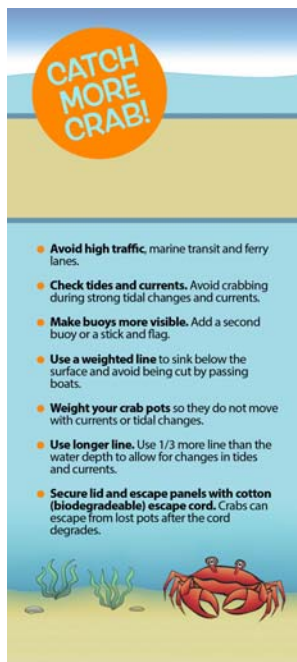 CATCH
MORE
CRAB!
• Avoid high traffic, marine transit and ferry
lanes.
• Check tides and currents. Avoid crabbing
during strong tidal changes and currents.
• Make buoys more visible. Add a second
buoy or a stick and flag.
• Use a weighted line to sink below the
surface and avoid being cut by passing
boats.
• Weight your crab pots so they do not move
with currents or tidal changes.
• Use longer line. Use 1/3 more line than the
water depth to allow for changes in tides
and currents.
• Secure lid and escape panels with cotton
(biodegradeable) escape cord. Crabs can
escape from lost pots after the cord
degrades.